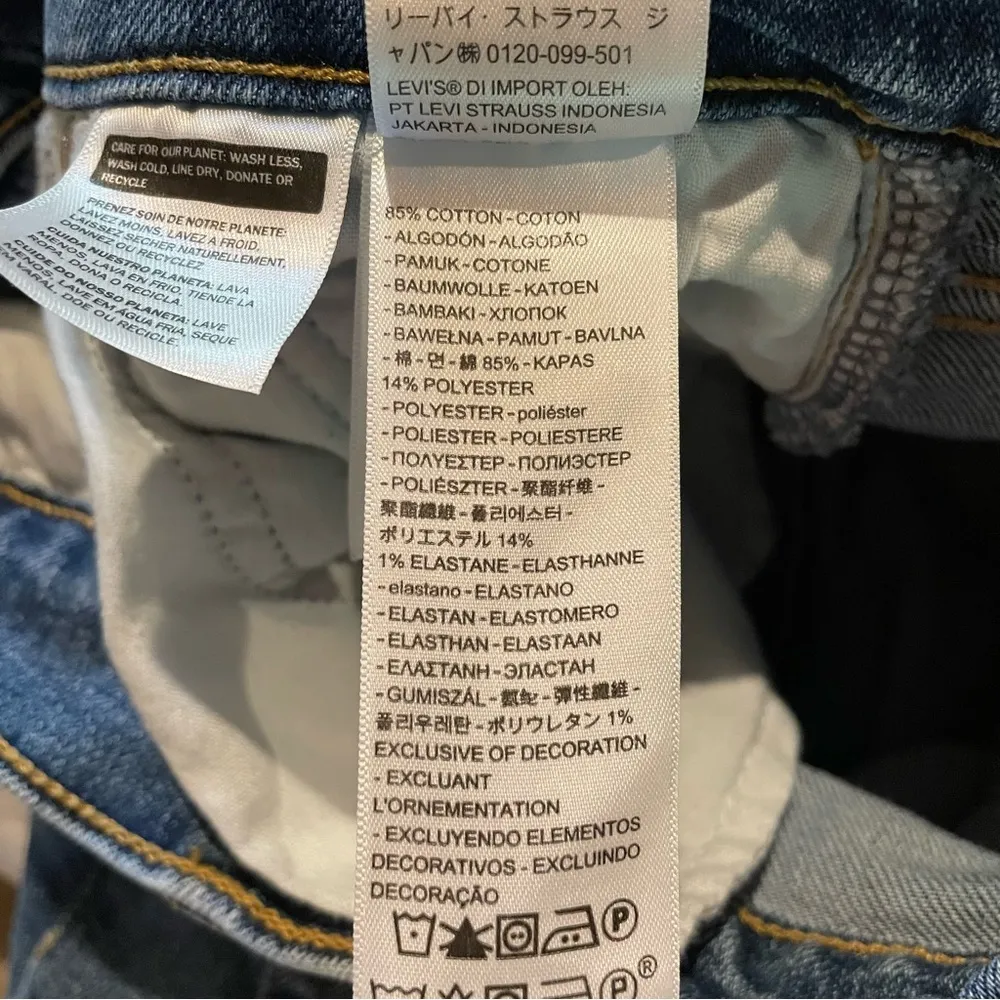 リーバイ・ストラウス ジ
ャパン㈱ 0120-099-501
LEVI'S® DI IMPORT OLEH:
PT LEVI STRAUSS INDONESIA
JAKARTA - INDONESIA
CARE FOR OUR PLANET: WASH LESS,
WASH COLD, LINE DRY, DONATE OR
RECYCLE
PRENEZ SOIN DE NOTRE PLANETE:
LAVEZ MOINS, LAVEZ A FROID,
LAISSEZ SECHER NATURELLEMENT,
DONNEZ OU RECYCLEZ
CUIDA NUESTRO PLANETA: LAVA
MENOS, LAVA EN FRIO, TIENDE LA
ROPA, DONA O RECICLA.
CUIDE DO NOSSO PLANETA: LAVE
MENOS, LAVE EM ÁGUA FRIA, SEQUE
EM VARAL, DOE OU RECICLE.
85% COTTON - COTON
- ALGODÓN - ALGODÃO
- PAMUK - COTONE
- BAUMWOLLE - KATOEN
- BAMBAKI - ХЛОПОК
- BAWEŁNA - PAMUT - BAVLNA
- 棉 - 면 - 綿 85% - KAPAS
14% POLYESTER
- POLYESTER - poliéster
- POLIESTER - POLIESTERE
- ΠΟΛΥΕΣΤΕΡ - ПОЛИЭСТЕР
- POLIÉSZTER - 聚酯纤维 -
聚酯纖維 - 폴리에스터 -
ポリエステル 14%
1% ELASTANE - ELASTHANNE
- elastano - ELASTANO
- ELASTAN - ELASTOMERO
- ELASTHAN - ELASTAAN
- ΕΛΑΣΤΑΝΗ - ЭЛАСТАН
- GUMISZÁL - 氨纶 - 彈性纖維 -
폴리우레탄 - ポリウレタン 1%
EXCLUSIVE OF DECORATION
- EXCLUANT
L'ORNEMENTATION
- EXCLUYENDO ELEMENTOS
DECORATIVOS - EXCLUINDO
DECORAÇÃO
P
P®